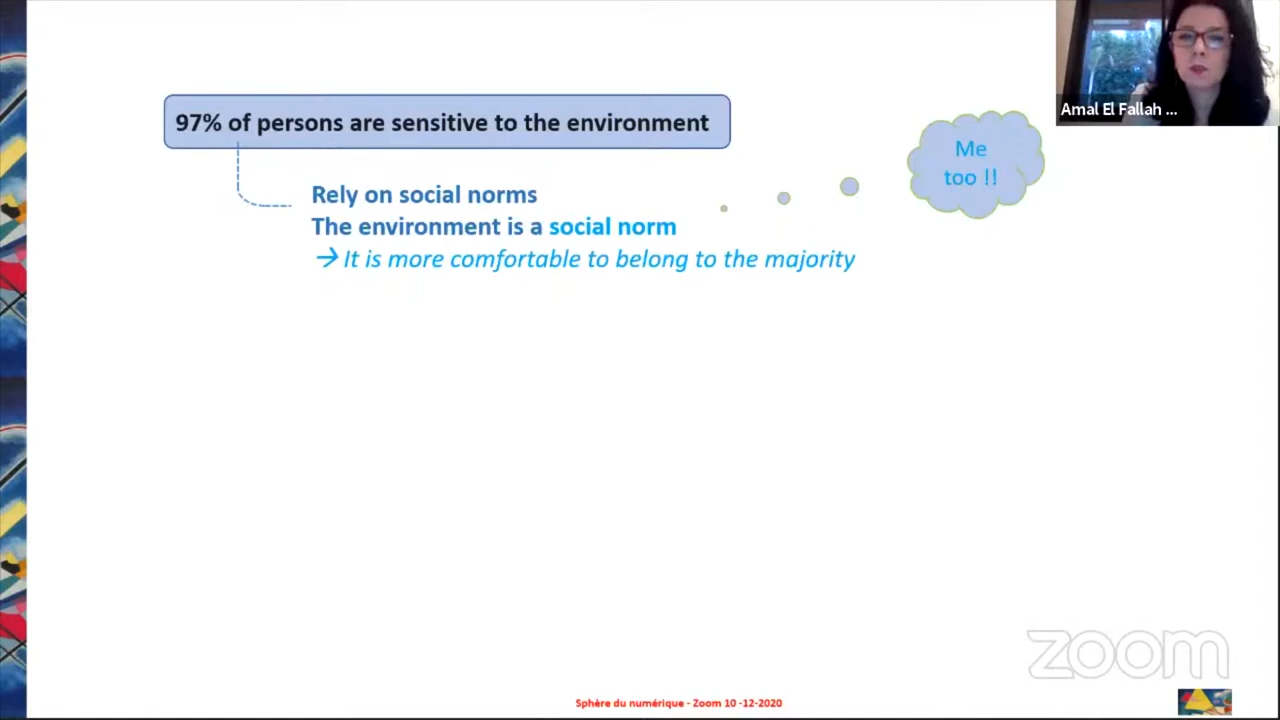 97% of persons are sensitive to the environment
Amal El Fallah ...
Me
too !!
Rely on social norms
The environment is a social norm
→ It is more comfortable to belong to the majority
zoom
Sphère du numérique - Zoom 10 -12-2020